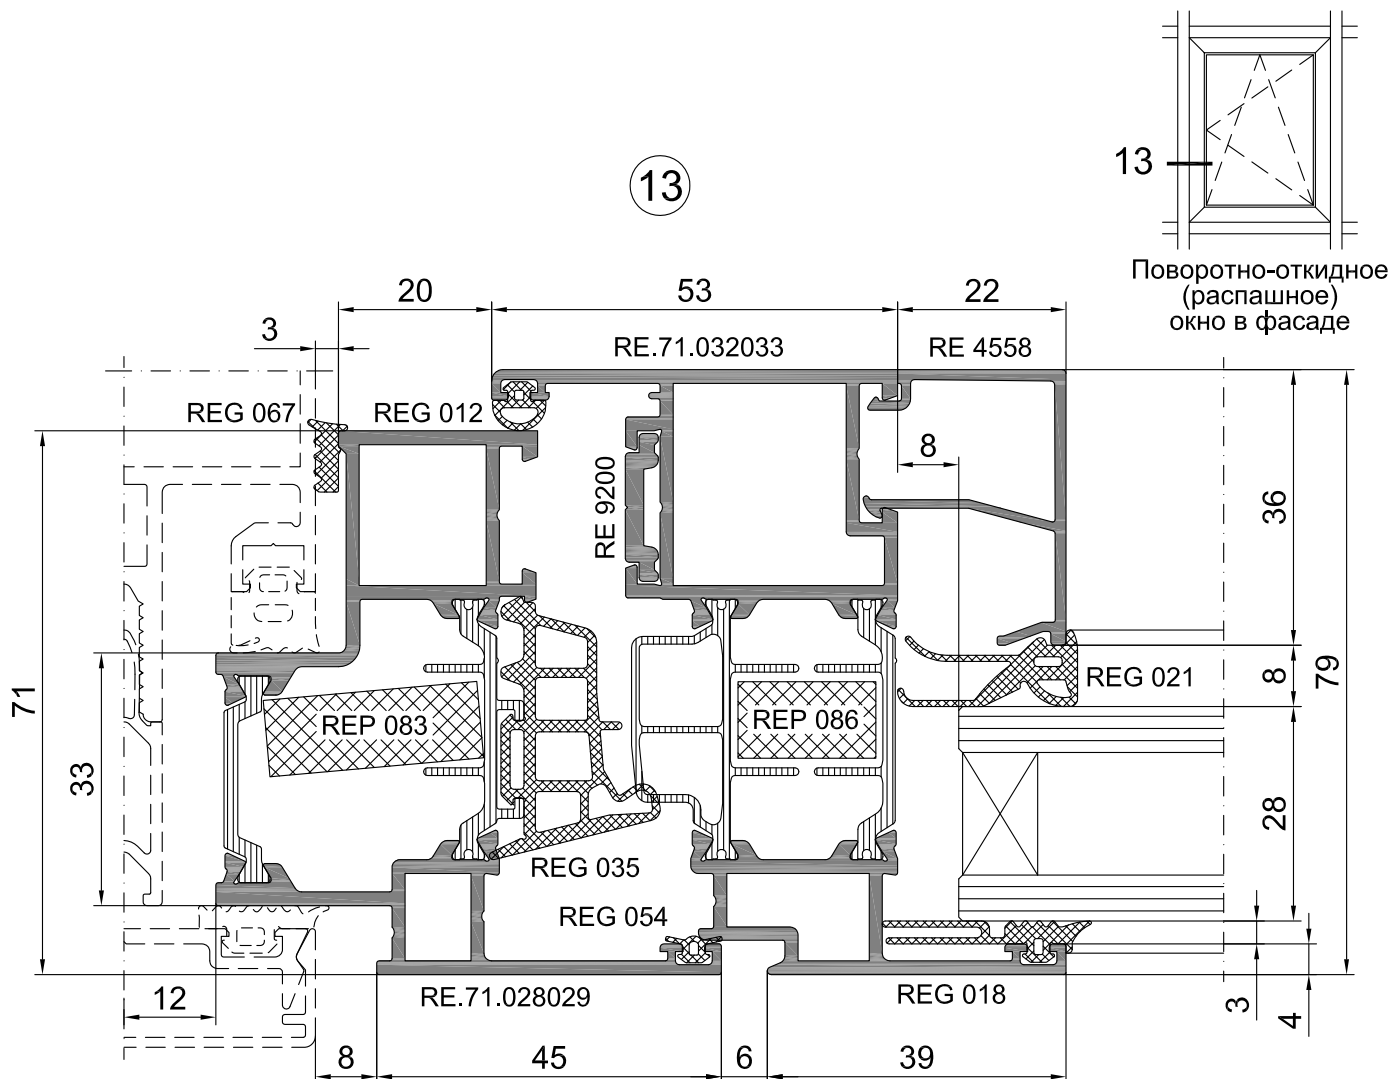 13
13
Поворотно-откидное
(распашное)
окно в фасаде
20
53
22
3
RE.71.032033
RE 4558
REG 067
REG 012
8
RE 9200
36
71
33
REP 083
REP 086
REG 021
8
79
28
REG 035
REG 054
12
RE.71.028029
REG 018
3
4
8
45
6
39